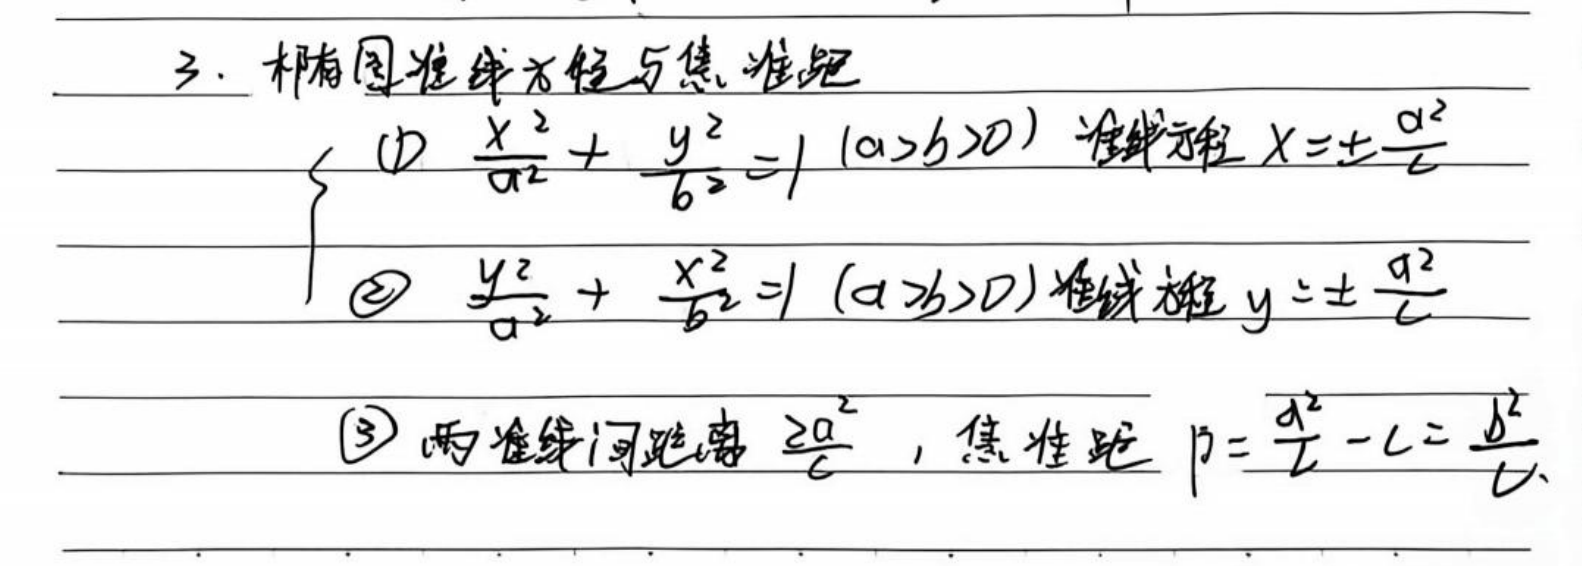 3. 椭圆准线方程与焦准距
① x²/a² + y²/b² =1 (a>b>0) 准线方程 x=± a²/c
② y²/a² + x²/b² =1 (a>b>0) 准线方程 y=± a²/c
③ 两准线间距离 2a²/c , 焦准距 p= a²/c -c= b²/c.